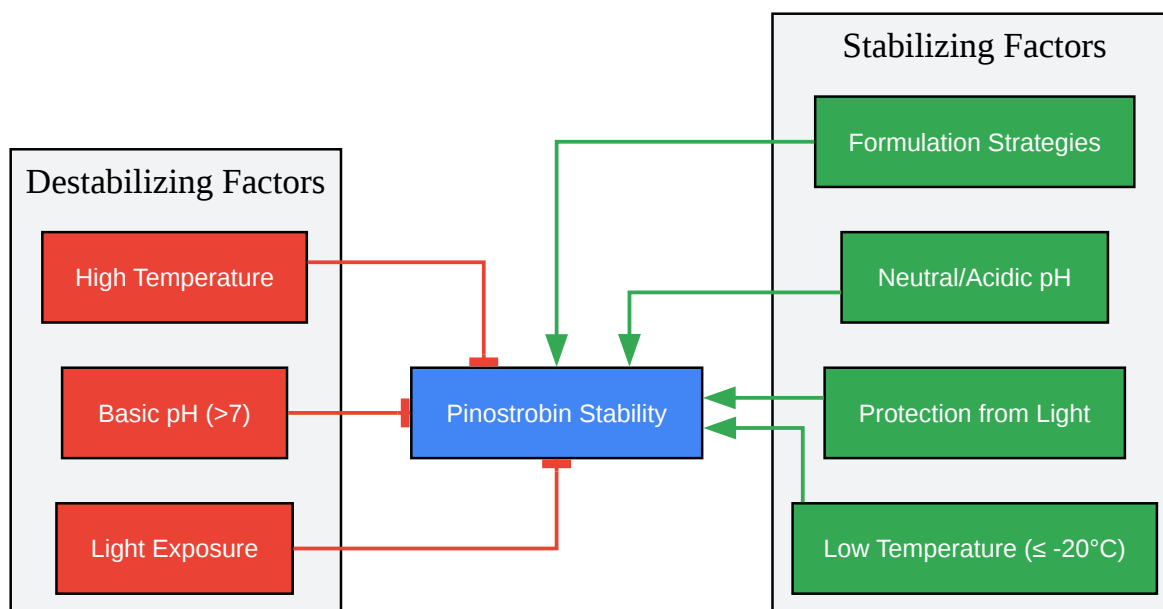 Destabilizing Factors
High Temperature
Basic pH (>7)
Light Exposure
Pinostrobin Stability
Stabilizing Factors
Formulation Strategies
Neutral/Acidic pH
Protection from Light
Low Temperature (≤ -20°C)